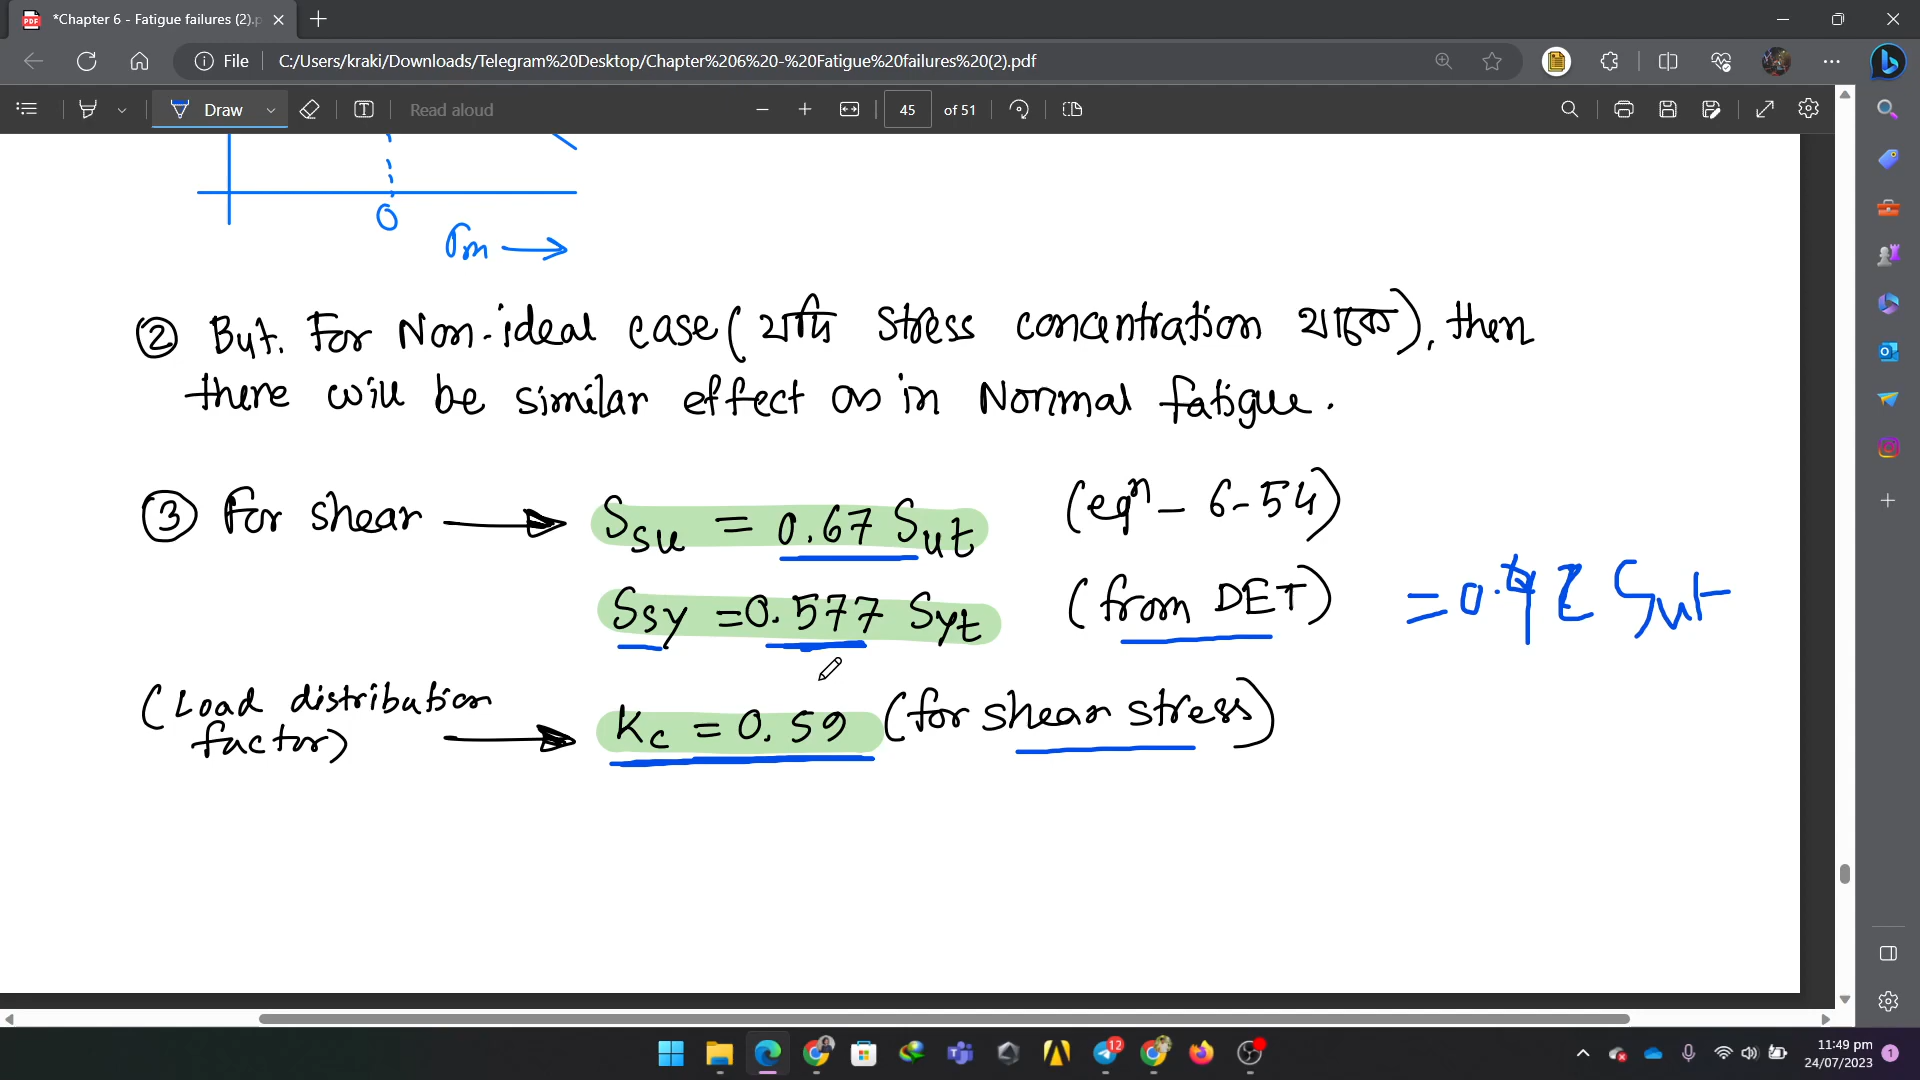 *Chapter 6 - Fatigue failures (2).p
File C:/Users/kraki/Downloads/Telegram%20Desktop/Chapter%206%20-%20Fatigue%20failures%20(2).pdf
Draw Read aloud 45 of 51
0
σm →
② But. For Non-ideal case (যদি stress concentration থাকে), then
there will be similar effect as in Normal fatigue.
③ For shear → Ssu = 0.67 Sut (eqⁿ - 6-54)
Ssy = 0.577 Syt (from DET)
(Load distribution
factor) → Kc = 0.59 (for shear stress)
12
11:49 pm
24/07/2023
1